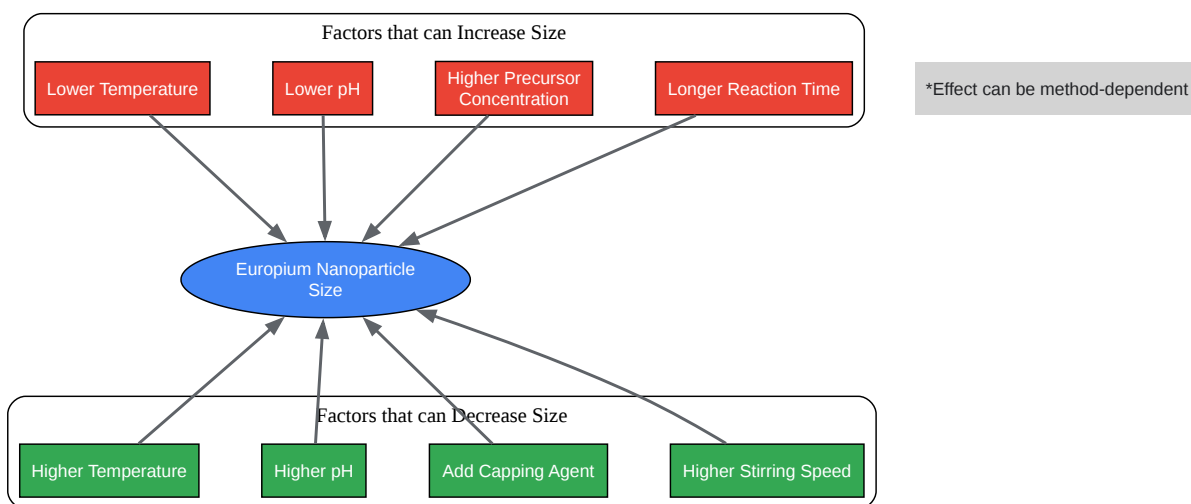 Factors that can Increase Size
Lower Temperature
Lower pH
Higher Precursor
Concentration
Longer Reaction Time
*Effect can be method-dependent
Europium Nanoparticle
Size
Factors that can Decrease Size
Higher Temperature
Higher pH
Add Capping Agent
Higher Stirring Speed